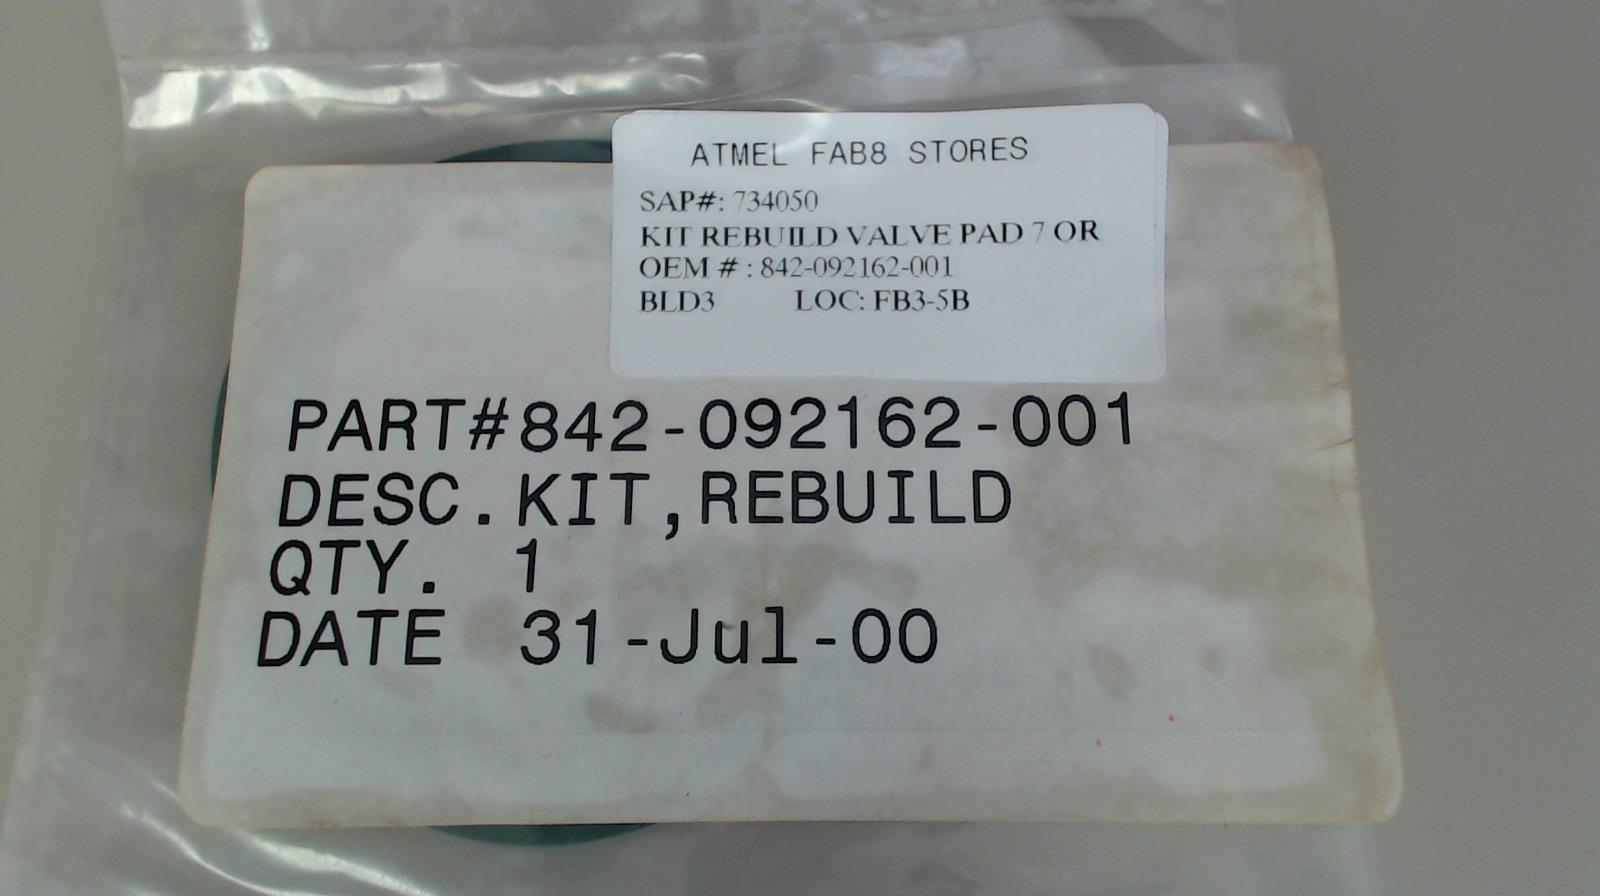 ATMEL FAB8 STORES
SAP#: 734050
KIT REBUILD VALVE PAD 7 OR
OEM # : 842-092162-001
BLD3 LOC: FB3-5B
PART#842-092162-001
DESC. KIT,REBUILD
QTY. 1
DATE 31-Jul-00